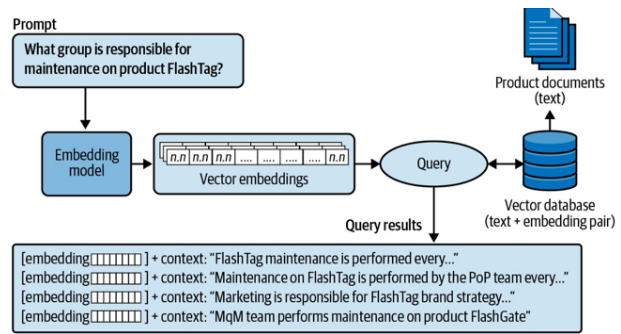 Prompt
What group is responsible for
maintenance on product FlashTag?
Product documents
(text)
Embedding
model
n.n n.n n.n .... .... .... .... n.n
Vector embeddings
Query
Vector database
(text + embedding pair)
Query results
[embedding ] + context: “FlashTag maintenance is performed every...”
[embedding ] + context: “Maintenance on FlashTag is performed by the PoP team every...”
[embedding ] + context: “Marketing is responsible for FlashTag brand strategy...”
[embedding ] + context: “MqM team performs maintenance on product FlashGate”